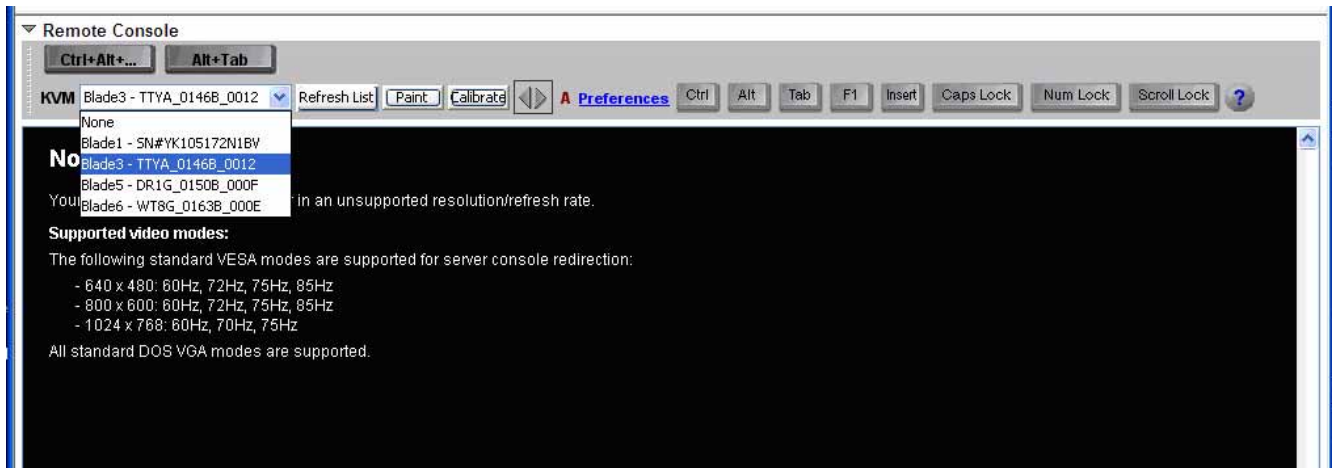 Remote Console
Ctrl+Alt+... Alt+Tab
KVM Blade3 - TTYA_0146B_0012 Refresh List Paint Calibrate A Preferences Ctrl Alt Tab F1 Insert Caps Lock Num Lock Scroll Lock ?
None
Blade1 - SN#YK105172N1BV
No
Blade3 - TTYA_0146B_0012
Blade5 - DR1G_0150B_000F
You in an unsupported resolution/refresh rate.
Blade6 - WT8G_0163B_000E
Supported video modes:
The following standard VESA modes are supported for server console redirection:
- 640 x 480: 60Hz, 72Hz, 75Hz, 85Hz
- 800 x 600: 60Hz, 72Hz, 75Hz, 85Hz
- 1024 x 768: 60Hz, 70Hz, 75Hz
All standard DOS VGA modes are supported.